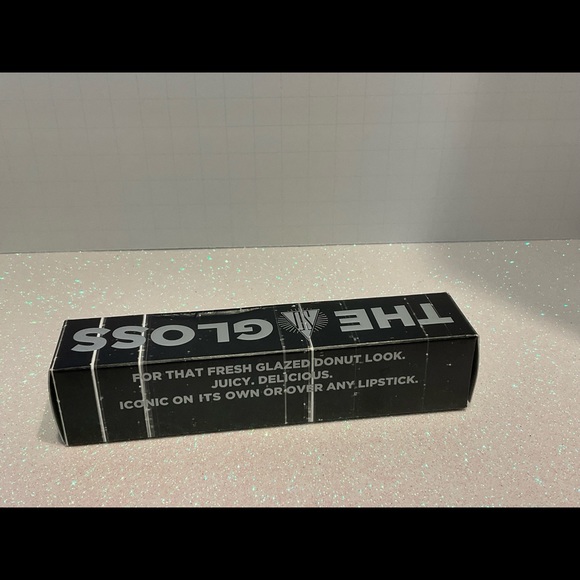 THE GLOSS
FOR THAT FRESH GLAZED DONUT LOOK.
JUICY. DELICIOUS.
ICONIC ON ITS OWN OR OVER ANY LIPSTICK.